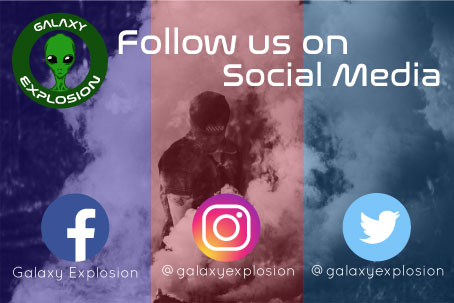 GALAXY
EXPLOSION
Follow us on
Social Media
Galaxy Explosion
@galaxyexplosion
@galaxyexplosion